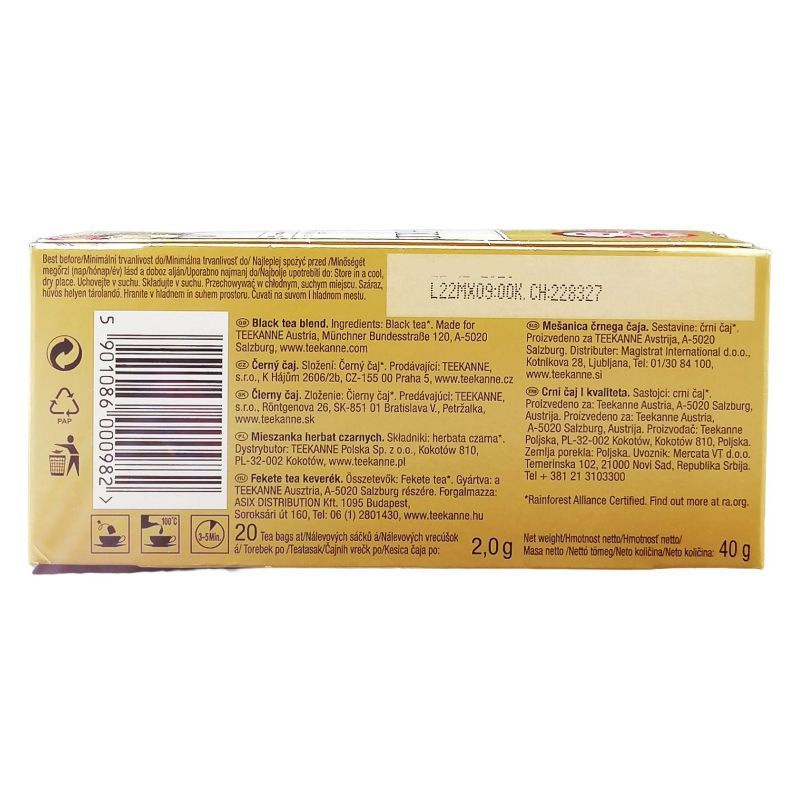 Best before/Minimální trvanlivost do/Minimálna trvanlivosť do/ Najlepiej spożyć przed /Minőségét
megőrzi (nap/hónap/év) lásd a doboz alján/Uporabno najmanj do/Najbolje upotrebiti do: Store in a cool,
dry place. Uchovejte v suchu. Skladujte v suchu. Przechowywać w chłodnym, suchym miejscu. Száraz,
hűvös helyen tárolandó. Hranite v hladnem in suhem prostoru. Čuvati na suvom I hladnom mestu.
L22MX09:00K. CH:228327
5 901086 000982
PAP
100°C
3-5 Min.
GB Black tea blend. Ingredients: Black tea*. Made for
TEEKANNE Austria, Münchner Bundesstraße 120, A-5020
Salzburg. www.teekanne.com
CZ Černý čaj. Složení: Černý čaj*. Prodávající: TEEKANNE,
s.r.o., K Hájům 2606/2b, CZ-155 00 Praha 5, www.teekanne.cz
SK Čierny čaj. Zloženie: Čierny čaj*. Predávajúci: TEEKANNE,
s.r.o., Röntgenova 26, SK-851 01 Bratislava V., Petržalka,
www.teekanne.sk
PL Mieszanka herbat czarnych. Składniki: herbata czarna*.
Dystrybutor: TEEKANNE Polska Sp. z o.o., Kokotów 810,
PL-32-002 Kokotów, www.teekanne.pl
HU Fekete tea keverék. Összetevők: Fekete tea*. Gyártva: a
TEEKANNE Ausztria, A-5020 Salzburg részére. Forgalmazza:
ASIX DISTRIBUTION Kft. 1095 Budapest,
Soroksári út 160, Tel: 06 (1) 2801430, www.teekanne.hu
20 Tea bags at/Nálevových sáčků á/Nálevových vrecúšok
á/Torebek po /Teatasak/Čajnih vrečk po/Kesica čaja po: 2,0 g
SLO Mešanica črnega čaja. Sestavine: črni čaj*.
Proizvedeno za TEEKANNE Avstrija, A-5020
Salzburg. Distributer: Magistrat International d.o.o.,
Kotnikova 28, Ljubljana, Tel: 01/30 84 100,
www.teekanne.si
SRB Crni čaj I kvaliteta. Sastojci: crni čaj*.
Proizvedeno za: Teekanne Austria, A-5020 Salzburg,
Austrija. Proizvedeno za: Teekanne Austria, A-5020
Salzburg, Austrija. Proizvođač: Teekanne
Poljska, PL-32-002 Kokotów, Kokotów 810, Poljska.
Zemlja porekla: Poljska. Uvoznik: Mercata VT d.o.o.
Temerinska 102, 21000 Novi Sad, Republika Srbija.
Tel + 381 21 3103300
*Rainforest Alliance Certified. Find out more at ra.org.
Net weight/Hmotnost netto/Hmotnosť netto/
Masa netto /Nettó tömeg/Neto količina/Neto količina: 40 g